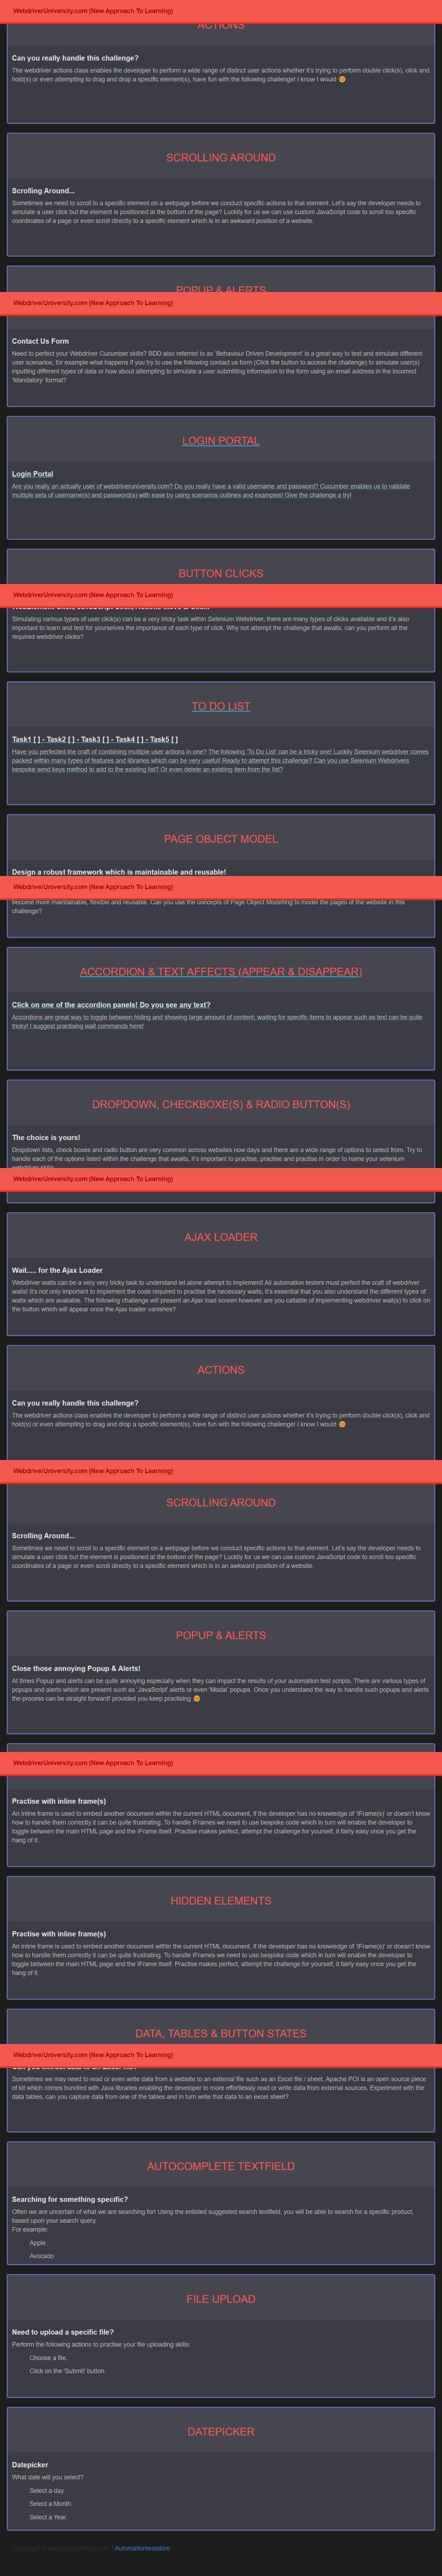 WebdriverUniversity.com (New Approach To Learning)
ACTIONS
Can you really handle this challenge?
The webdriver actions class enables the developer to perform a wide range of distinct user actions whether it's trying to perform double click(s), click and
hold(s) or even attempting to drag and drop a specific element(s), have fun with the following challenge! I know I would 😊
SCROLLING AROUND
Scrolling Around...
Sometimes we need to scroll to a specific element on a webpage before we conduct specific actions to that element. Let's say the developer needs to
simulate a user click but the element is positioned at the bottom of the page? Luckily for us we can use custom JavaScript code to scroll too specific
coordinates of a page or even scroll directly to a specific element which is in an awkward position of a website.
POPUP & ALERTS
WebdriverUniversity.com (New Approach To Learning)
Contact Us Form
Need to perfect your Webdriver Cucumber skills? BDD also referred to as 'Behaviour Driven Development' is a great way to test and simulate different
user scenarios, for example what happens if you try to use the following contact us form (Click the button to access the challenge) to simulate user(s)
inputting different types of data or how about attempting to simulate a user submitting information to the form using an email address in the incorrect
'Mandatory' format?
LOGIN PORTAL
Login Portal
Are you really an actually user of webdriveruniversity.com? Do you really have a valid username and password? Cucumber enables us to validate
multiple sets of username(s) and password(s) with ease by using scenarios outlines and examples! Give the challenge a try!
BUTTON CLICKS
WebdriverUniversity.com (New Approach To Learning)
WebElement Click, JavaScript Click, Actions Move & Click!
Simulating various types of user click(s) can be a very tricky task within Selenium Webdriver, there are many types of clicks available and it's also
important to learn and test for yourselves the importance of each type of click. Why not attempt the challenge that awaits, can you perform all the
required webdriver clicks?
TO DO LIST
Task1 [ ] - Task2 [ ] - Task3 [ ] - Task4 [ ] - Task5 [ ]
Have you perfected the craft of combining multiple user actions in one? The following 'To Do List' can be a tricky one! Luckily Selenium webdriver comes
packed within many types of features and libraries which can be very useful! Ready to attempt this challenge? Can you use Selenium Webdrivers
bespoke send keys method to add to the existing list? Or even delete an existing item from the list?
PAGE OBJECT MODEL
Design a robust framework which is maintainable and reusable!
WebdriverUniversity.com (New Approach To Learning)
become more maintainable, flexible and reusable. Can you use the concepts of Page Object Modelling to model the pages of the website in this
challenge?
ACCORDION & TEXT AFFECTS (APPEAR & DISAPPEAR)
Click on one of the accordion panels! Do you see any text?
Accordions are great way to toggle between hiding and showing large amount of content; waiting for specific items to appear such as text can be quite
tricky! I suggest practising wait commands here!
DROPDOWN, CHECKBOXE(S) & RADIO BUTTON(S)
The choice is yours!
Dropdown lists, check boxes and radio button are very common across websites now days and there are a wide range of options to select from. Try to
handle each of the options listed within the challenge that awaits, it's important to practise, practise and practise in order to home your selenium
webdriver skills
WebdriverUniversity.com (New Approach To Learning)
AJAX LOADER
Wait..... for the Ajax Loader
Webdriver waits can be a very very tricky task to understand let alone attempt to implement! All automation testers must perfect the craft of webdriver
waits! It's not only important to implement the code required to practise the necessary waits, it's essential that you also understand the different types of
waits which are available. The following challenge will present an Ajax load screen however are you callable of implementing webdriver wait(s) to click on
the button which will appear once the Ajax loader vanishes?
ACTIONS
Can you really handle this challenge?
The webdriver actions class enables the developer to perform a wide range of distinct user actions whether it's trying to perform double click(s), click and
hold(s) or even attempting to drag and drop a specific element(s), have fun with the following challenge! I know I would 😊
WebdriverUniversity.com (New Approach To Learning)
SCROLLING AROUND
Scrolling Around...
Sometimes we need to scroll to a specific element on a webpage before we conduct specific actions to that element. Let's say the developer needs to
simulate a user click but the element is positioned at the bottom of the page? Luckily for us we can use custom JavaScript code to scroll too specific
coordinates of a page or even scroll directly to a specific element which is in an awkward position of a website.
POPUP & ALERTS
Close those annoying Popup & Alerts!
At times Popup and alerts can be quite annoying especially when they can impact the results of your automation test scripts. There are various types of
popups and alerts which are present such as 'JavaScript' alerts or even 'Modal' popups. Once you understand the way to handle such popups and alerts
the process can be straight forward! provided you keep practising 😊
WebdriverUniversity.com (New Approach To Learning)
Practise with inline frame(s)
An inline frame is used to embed another document within the current HTML document, if the developer has no knowledge of 'IFrame(s)' or doesn't know
how to handle them correctly it can be quite frustrating. To handle IFrames we need to use bespoke code which in turn will enable the developer to
toggle between the main HTML page and the IFrame itself. Practise makes perfect, attempt the challenge for yourself, it fairly easy once you get the
hang of it.
HIDDEN ELEMENTS
Practise with inline frame(s)
An inline frame is used to embed another document within the current HTML document, if the developer has no knowledge of 'IFrame(s)' or doesn't know
how to handle them correctly it can be quite frustrating. To handle IFrames we need to use bespoke code which in turn will enable the developer to
toggle between the main HTML page and the IFrame itself. Practise makes perfect, attempt the challenge for yourself, it fairly easy once you get the
hang of it.
DATA, TABLES & BUTTON STATES
WebdriverUniversity.com (New Approach To Learning)
Sometimes we may need to read or even write data from a website to an external file such as an Excel file / sheet. Apache POI is an open source piece
of kit which comes bundled with Java libraries enabling the developer to more effortlessly read or write data from external sources. Experiment with the
data tables, can you capture data from one of the tables and in turn write that data to an excel sheet?
AUTOCOMPLETE TEXTFIELD
Searching for something specific?
Often we are uncertain of what we are searching for! Using the enlisted suggested search textfield, you will be able to search for a specific product,
based upon your search query.
For example:
Apple
Avocado
FILE UPLOAD
Need to upload a specific file?
Perform the following actions to practise your file uploading skills:
Choose a file.
Click on the 'Submit' button.
DATEPICKER
Datepicker
What date will you select?
Select a day.
Select a Month.
Select a Year.
Automationteststore